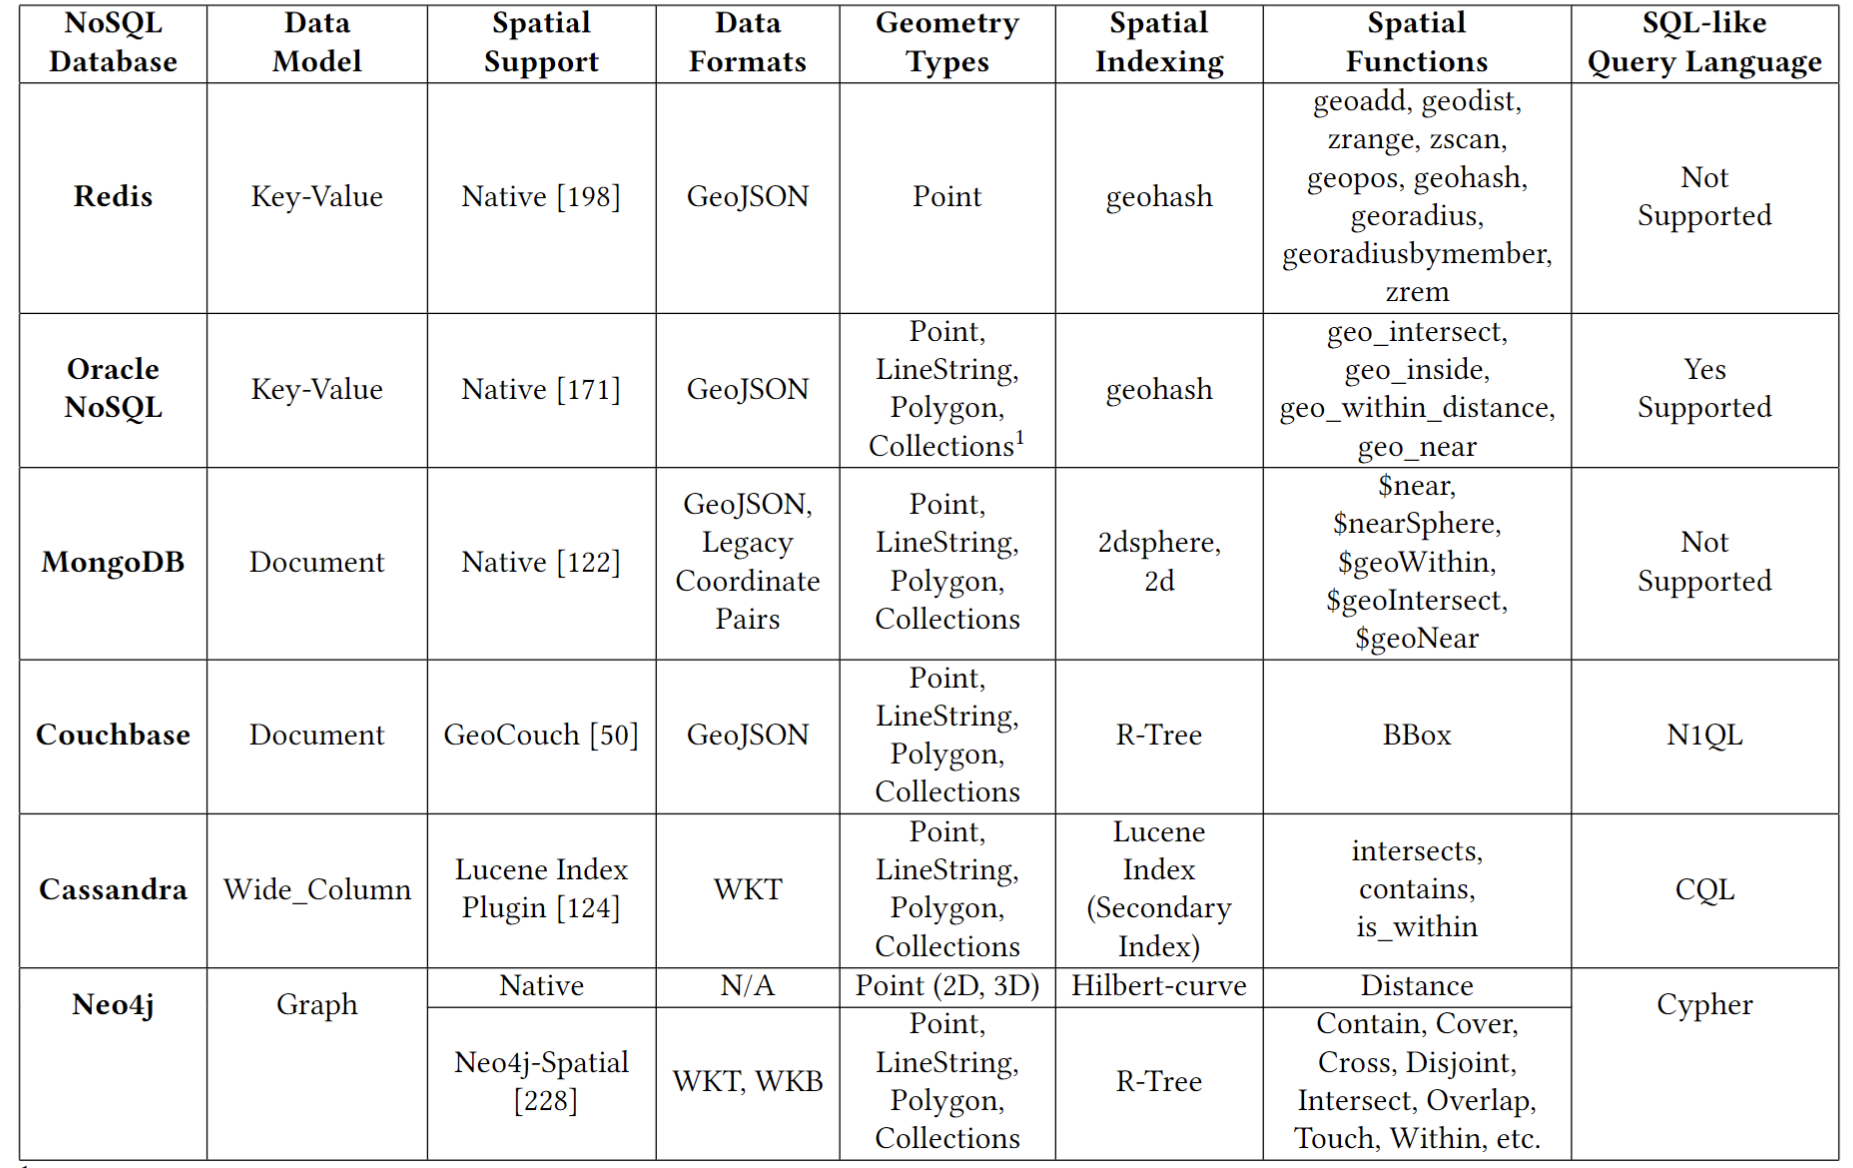 NoSQL Database
Data Model
Spatial Support
Data Formats
Geometry Types
Spatial Indexing
Spatial Functions
SQL-like Query Language
Redis
Key-Value
Native [198]
GeoJSON
Point
geohash
geoadd, geodist,
zrange, zscan,
geopos, geohash,
georadius,
georadiusbymember,
zrem
Not
Supported
Oracle
NoSQL
Key-Value
Native [171]
GeoJSON
Point,
LineString,
Polygon,
Collections¹
geohash
geo_intersect,
geo_inside,
geo_within_distance,
geo_near
Yes
Supported
MongoDB
Document
Native [122]
GeoJSON,
Legacy
Coordinate
Pairs
Point,
LineString,
Polygon,
Collections
2dsphere,
2d
$near,
$nearSphere,
$geoWithin,
$geoIntersect,
$geoNear
Not
Supported
Couchbase
Document
GeoCouch [50]
GeoJSON
Point,
LineString,
Polygon,
Collections
R-Tree
BBox
N1QL
Cassandra
Wide_Column
Lucene Index
Plugin [124]
WKT
Point,
LineString,
Polygon,
Collections
Lucene
Index
(Secondary
Index)
intersects,
contains,
is_within
CQL
Neo4j
Graph
Native
N/A
Point (2D, 3D)
Hilbert-curve
Distance
Cypher
Neo4j-Spatial
[228]
WKT, WKB
Point,
LineString,
Polygon,
Collections
R-Tree
Contain, Cover,
Cross, Disjoint,
Intersect, Overlap,
Touch, Within, etc.